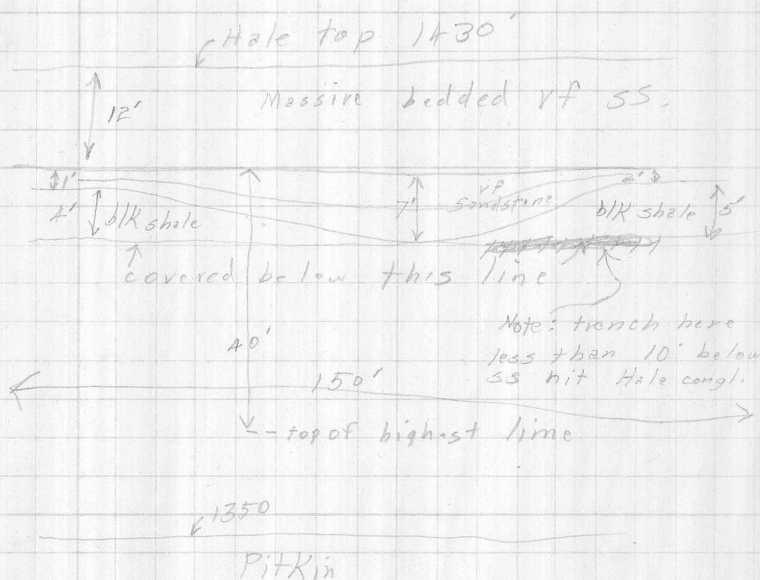 Hale top 1430'
Massive bedded vf ss.
12'
1'
4'
blk shale
7'
vf
Sandstone
2'
blk shale
5'
covered below this line
40'
Note: trench here
less than 10' below
ss hit Hale congl.
150'
-- top of highest lime
1350
Pitkin